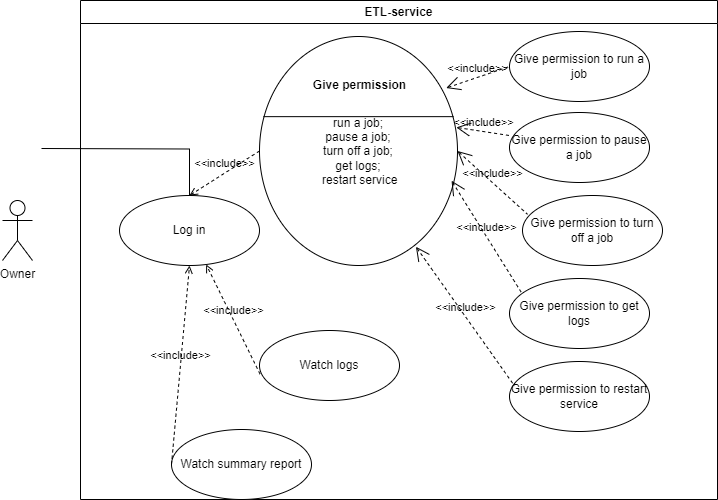 ETL-service
Give permission
run a job;
pause a job;
turn off a job;
get logs;
restart service
<<include>>
Give permission to run a
job
<<include>>
Give permission to pause
a job
<<include>>
<<include>>
Give permission to turn
off a job
<<include>>
Log in
Owner
<<include>>
Give permission to get
logs
<<include>>
<<include>>
Watch logs
Give permission to restart
service
<<include>>
Watch summary report